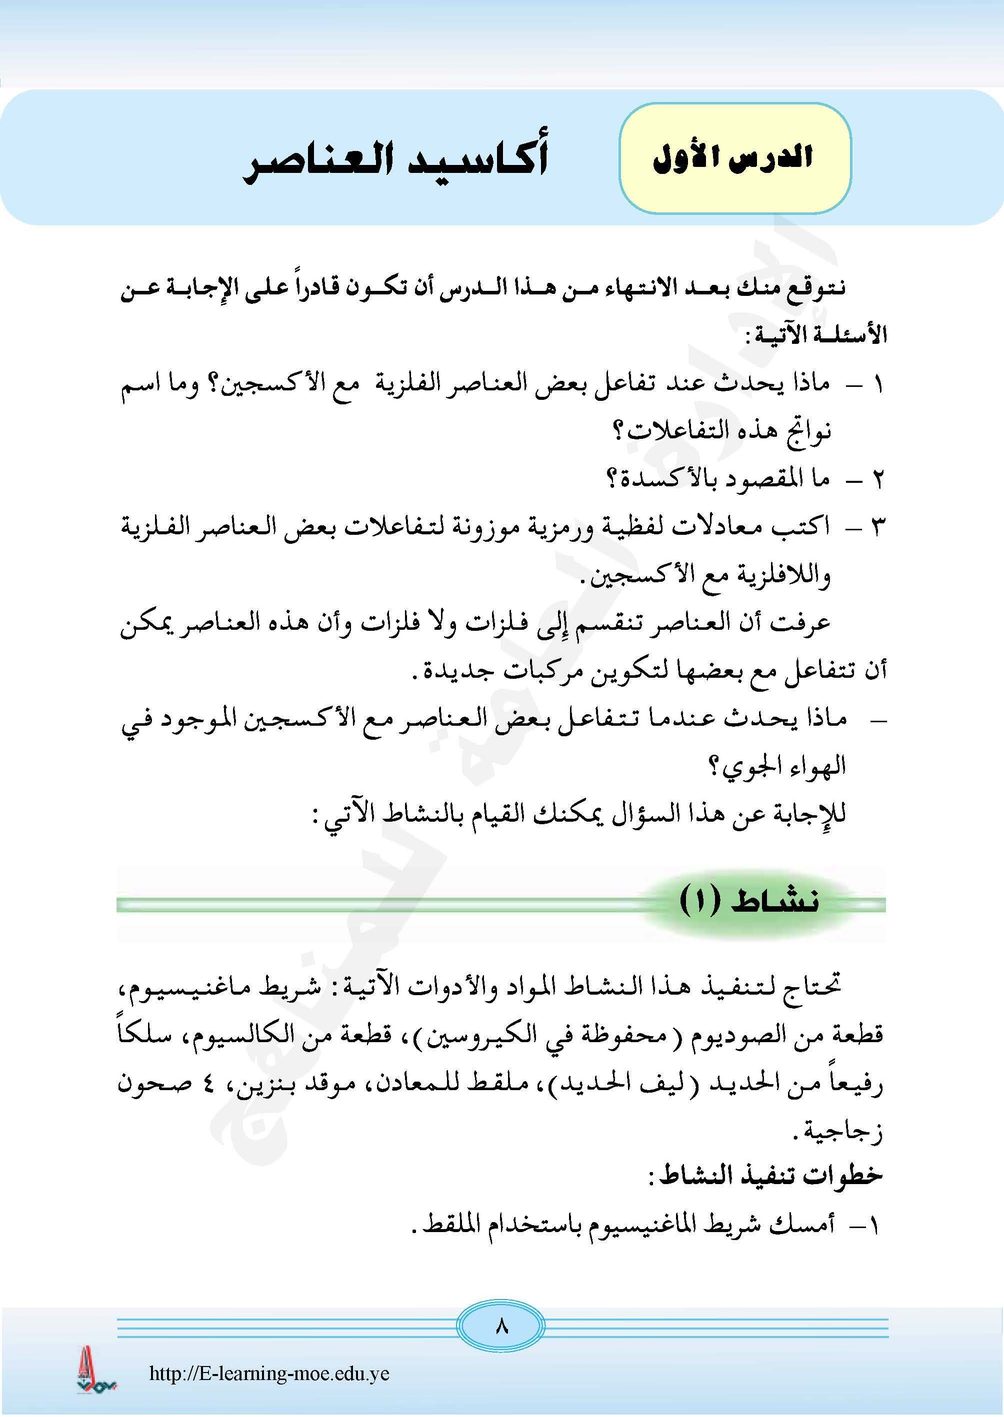 الدرس الأول
أكاسيد العناصر
نتوقع منك بعد الانتهاء من هذا الدرس أن تكون قادراً على الإجابة عن
الأسئلة الآتية:
١ – ماذا يحدث عند تفاعل بعض العناصر الفلزية مع الأكسجين؟ وما اسم
نواتج هذه التفاعلات؟
٢ – ما المقصود بالأكسدة؟
٣ – اكتب معادلات لفظية ورمزية موزونة لتفاعلات بعض العناصر الفلزية
واللافلزية مع الأكسجين.
عرفت أن العناصر تنقسم إلى فلزات ولا فلزات وأن هذه العناصر يمكن
أن تتفاعل مع بعضها لتكوين مركبات جديدة.
– ماذا يحدث عندما تتفاعل بعض العناصر مع الأكسجين الموجود في
الهواء الجوي؟
للإجابة عن هذا السؤال يمكنك القيام بالنشاط الآتي:
نشاط (١)
تحتاج لتنفيذ هذا النشاط المواد والأدوات الآتية: شريط ماغنيسيوم،
قطعة من الصوديوم (محفوظة في الكيروسين)، قطعة من الكالسيوم، سلكاً
رفيعاً من الحديد (ليف الحديد)، ملقط للمعادن، موقد بنزين، ٤ صحون
زجاجية.
خطوات تنفيذ النشاط:
١– أمسك شريط الماغنيسيوم باستخدام الملقط.
٨
http://E-learning-moe.edu.ye
الإدارة العامة للمناهج